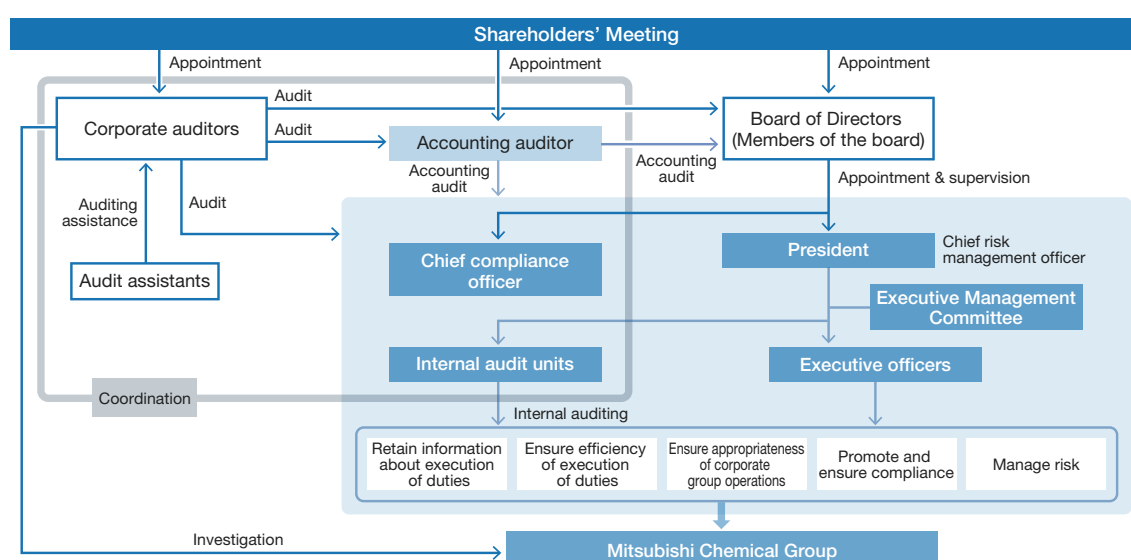 Shareholders' Meeting
Appointment
Appointment
Appointment
Audit
Corporate auditors
Audit
Accounting auditor
Board of Directors
(Members of the board)
Accounting
audit
Accounting
audit
Appointment & supervision
Auditing
assistance
Audit
Audit assistants
Chief compliance
officer
President
Chief risk
management officer
Executive Management
Committee
Internal audit units
Executive officers
Coordination
Internal auditing
Retain information
about execution
of duties
Ensure efficiency
of execution
of duties
Ensure appropriateness
of corporate
group operations
Promote and
ensure compliance
Manage risk
Investigation
Mitsubishi Chemical Group